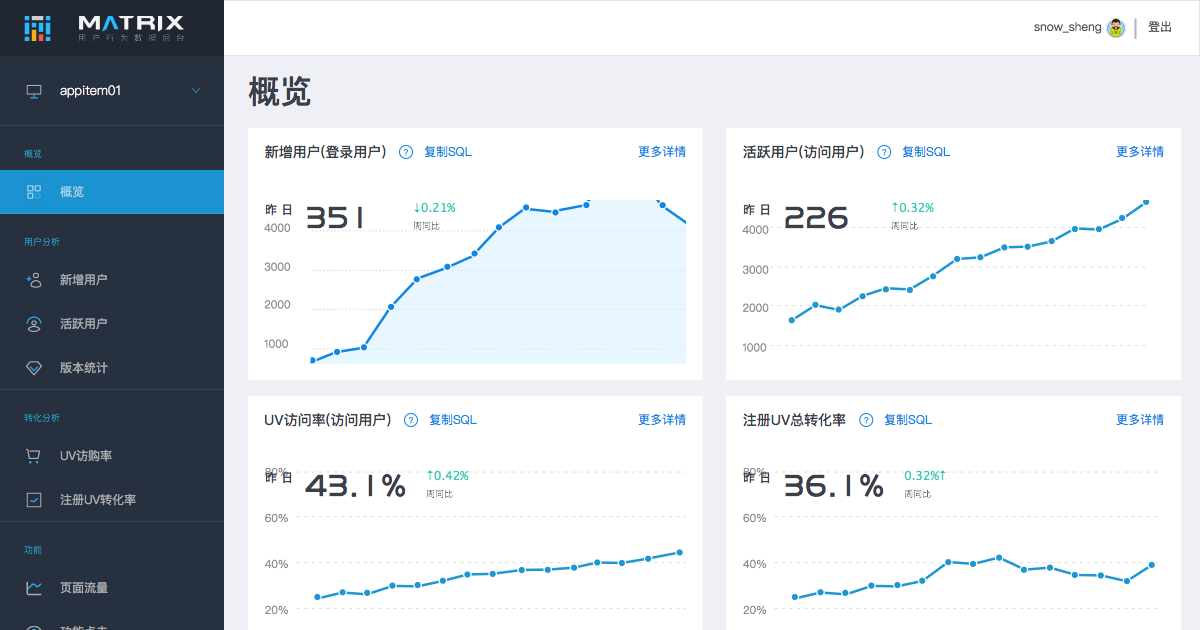 MATRIX
用户行为数据后台
snow_sheng
登出
appitem01
概览
概览
用户分析
新增用户
活跃用户
版本统计
转化分析
UV访购率
注册UV转化率
功能
页面流量
功能点击
概览
新增用户(登录用户)
?
复制SQL
更多详情
昨日
351
↓0.21%
周同比
4000
3000
2000
1000
活跃用户(访问用户)
?
复制SQL
更多详情
昨日
226
↑0.32%
周同比
4000
3000
2000
1000
UV访问率(访问用户)
?
复制SQL
更多详情
80%
昨日
43.1%
↑0.42%
周同比
60%
40%
20%
注册UV总转化率
?
复制SQL
更多详情
80%
昨日
36.1%
0.32%↑
周同比
60%
40%
20%